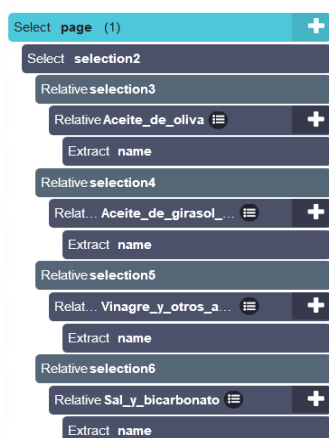 Select page (1)
Select selection2
Relative selection3
Relative Aceite_de_oliva
Extract name
Relative selection4
Relat... Aceite_de_girasol_...
Extract name
Relative selection5
Relat... Vinagre_y_otros_a...
Extract name
Relative selection6
Relative Sal_y_bicarbonato
Extract name